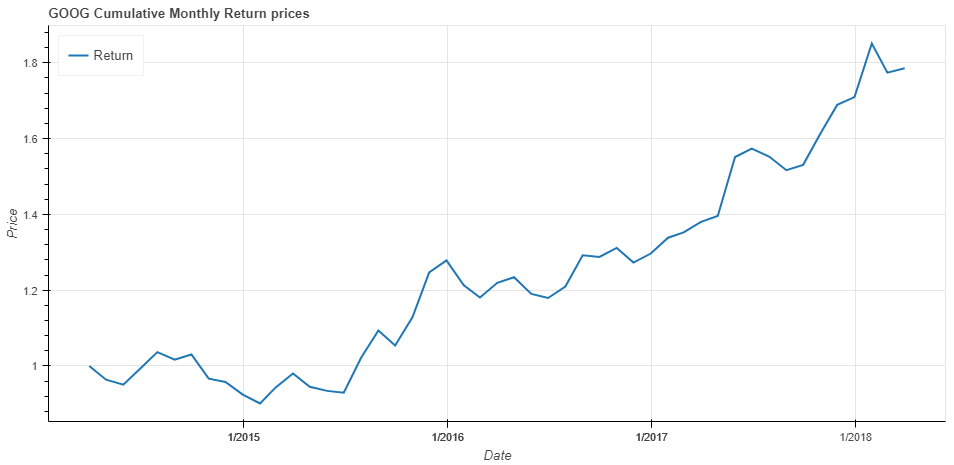 GOOG Cumulative Monthly Return prices
Return
1.8
1.6
1.4
1.2
1
Price
1/2015 1/2016 1/2017 1/2018
Date